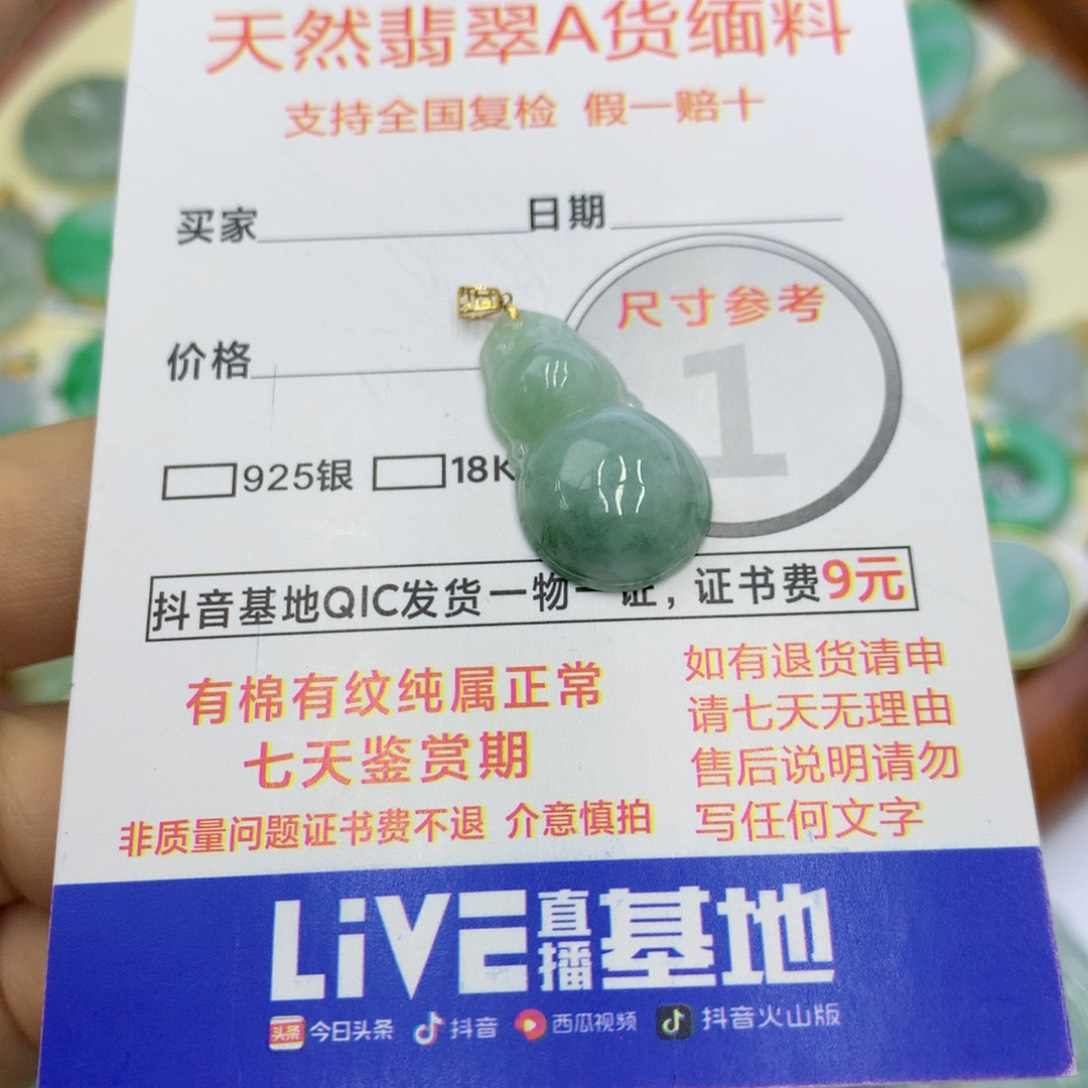 天然翡翠A货缅料
支持全国复检 假一赔十
买家 日期
尺寸参考
1
价格
925银 18K
抖音基地QIC发货一物一证，证书费9元
有棉有纹纯属正常
七天鉴赏期
非质量问题证书费不退 介意慎拍
如有退货请申
请七天无理由
售后说明请勿
写任何文字
LiVE直播基地
头条 今日头条 抖音 西瓜视频 抖音火山版